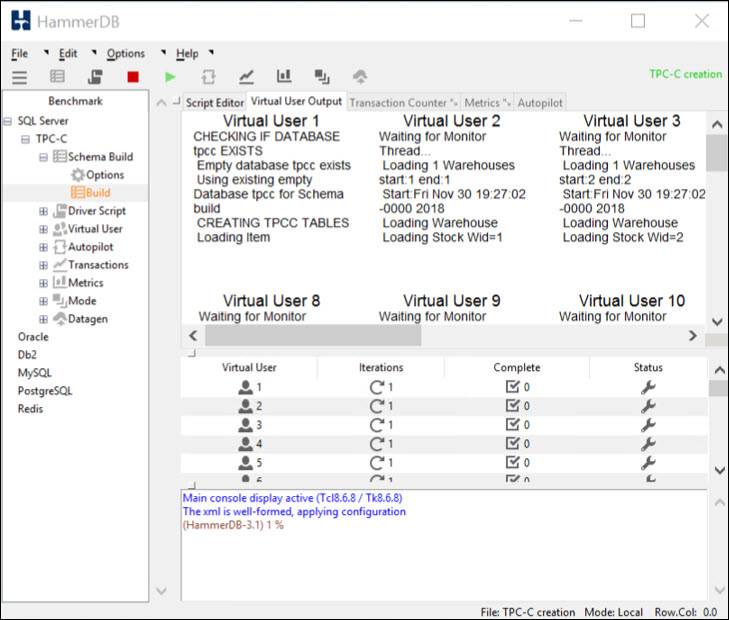 HammerDB
File Edit Options Help
TPC-C creation
Benchmark
SQL Server
TPC-C
Schema Build
Options
Build
Driver Script
Virtual User
Autopilot
Transactions
Metrics
Mode
Datagen
Oracle
Db2
MySQL
PostgreSQL
Redis
Script Editor Virtual User Output Transaction Counter Metrics Autopilot
Virtual User 1
CHECKING IF DATABASE
tpcc EXISTS
Empty database tpcc exists
Using existing empty
Database tpcc for Schema
build
CREATING TPCC TABLES
Loading Item
Virtual User 2
Waiting for Monitor
Thread...
Loading 1 Warehouses
start:1 end:1
Start:Fri Nov 30 19:27:02
-0000 2018
Loading Warehouse
Loading Stock Wid=1
Virtual User 3
Waiting for Monitor
Thread...
Loading 1 Warehouses
start:2 end:2
Start:Fri Nov 30 19:27:02
-0000 2018
Loading Warehouse
Loading Stock Wid=2
Virtual User 8
Waiting for Monitor
Virtual User 9
Waiting for Monitor
Virtual User 10
Waiting for Monitor
Virtual User Iterations Complete Status
1 1 0
2 1 0
3 1 0
4 1 0
5 1 0
Main console display active (Tcl8.6.8 / Tk8.6.8)
The xml is well-formed, applying configuration
(HammerDB-3.1) 1 %
File: TPC-C creation Mode: Local Row.Col: 0.0